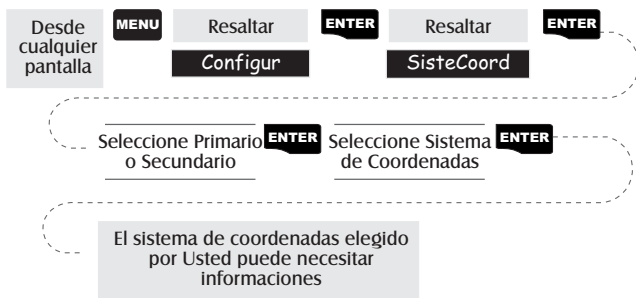 Desde
cualquier
pantalla
MENU
Resaltar
Configur
ENTER
Resaltar
SisteCoord
ENTER
Seleccione Primario
o Secundario
ENTER
Seleccione Sistema
de Coordenadas
ENTER
El sistema de coordenadas elegido
por Usted puede necesitar
informaciones